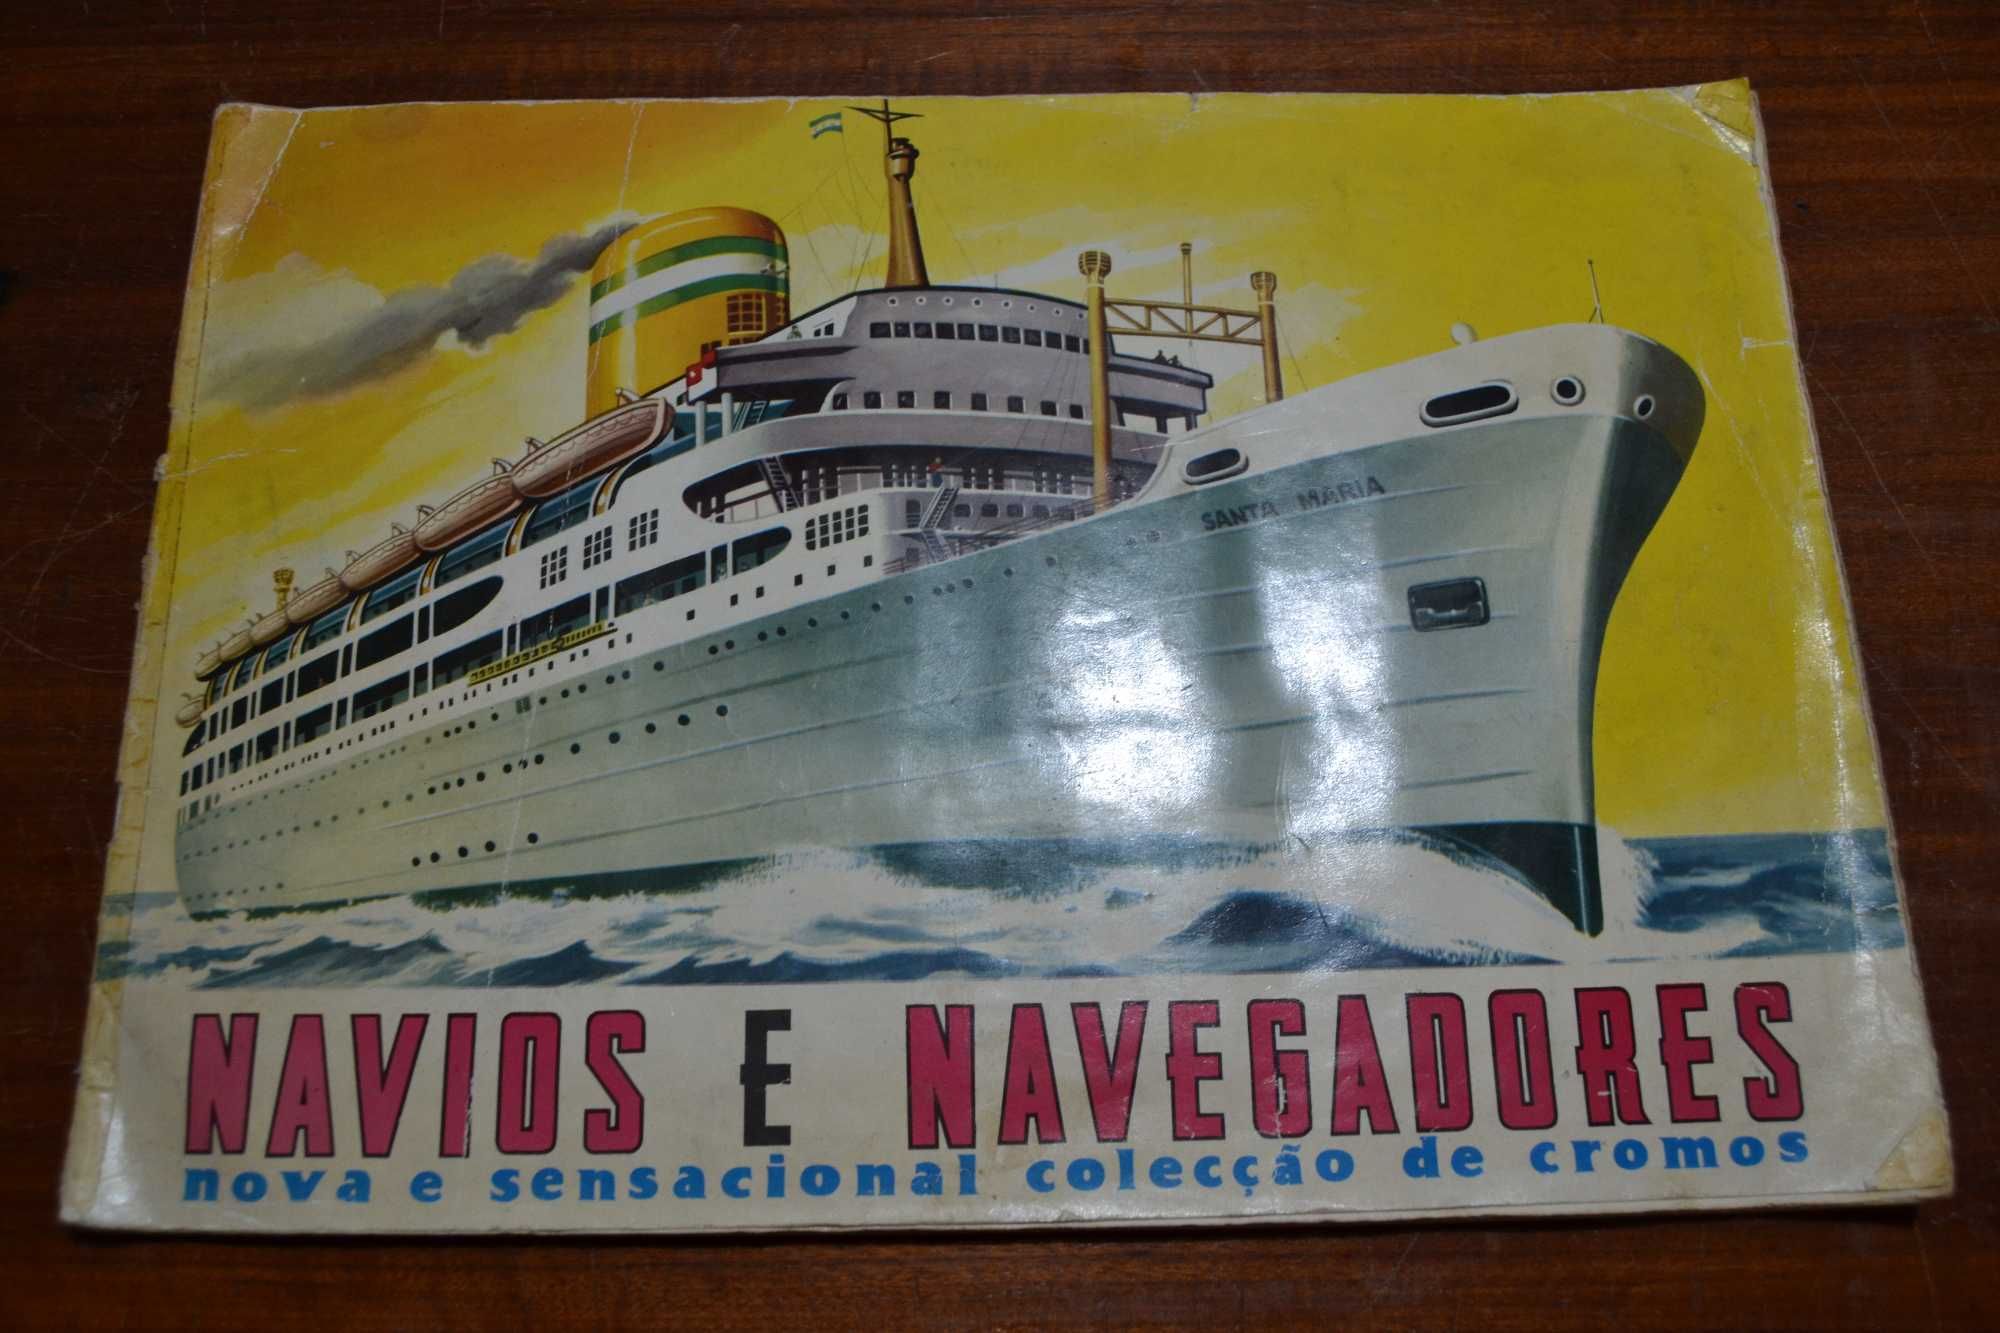 SANTA MARIA
NAVIOS E NAVEGADORES
nova e sensacional colecção de cromos